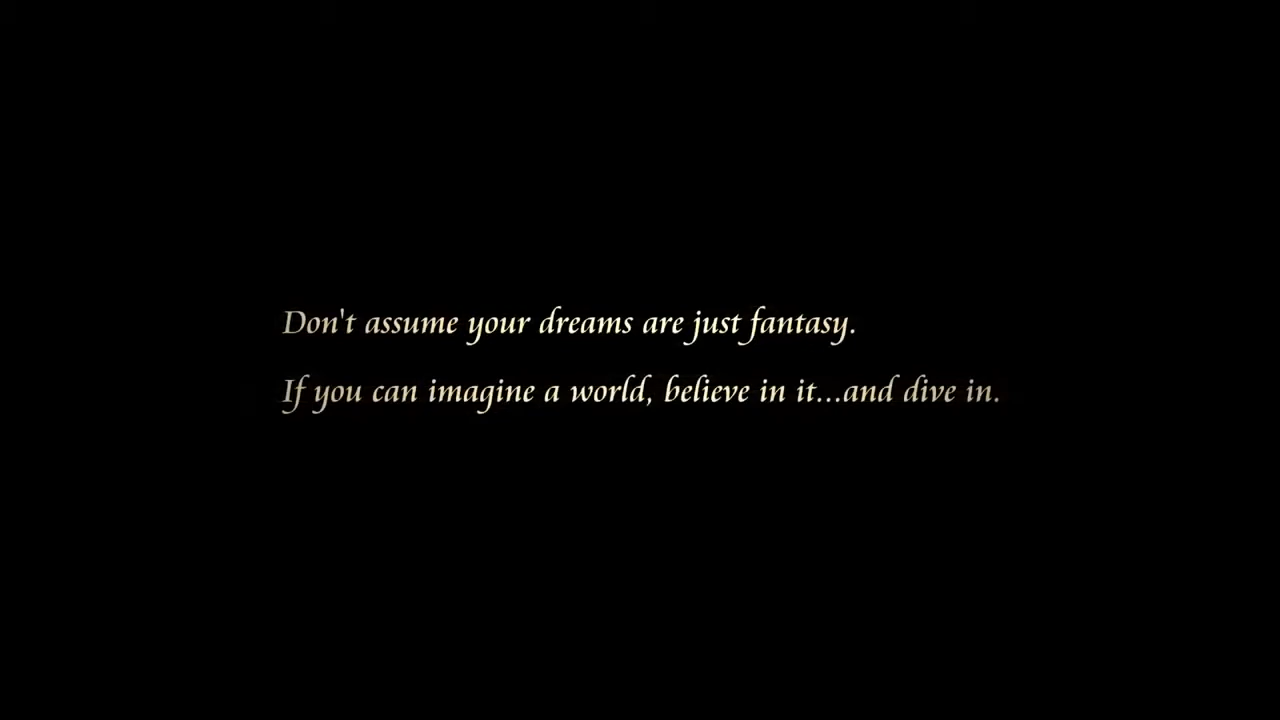 Don't assume your dreams are just fantasy.
If you can imagine a world, believe in it...and dive in.